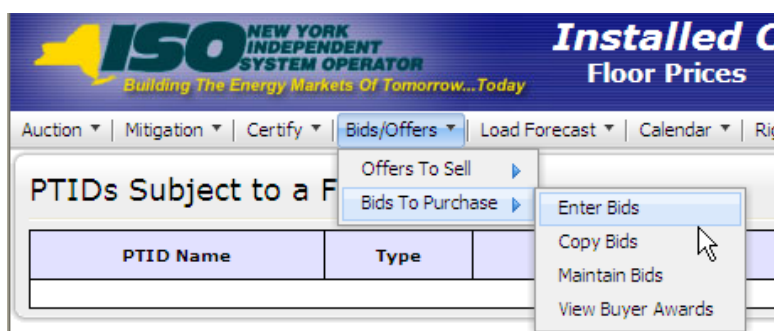 ISO NEW YORK
INDEPENDENT
SYSTEM OPERATOR
Building The Energy Markets Of Tomorrow...Today
Installed
Floor Prices
Auction Mitigation Certify Bids/Offers Load Forecast Calendar
Offers To Sell
Bids To Purchase
PTIDs Subject to a
Enter Bids
Copy Bids
Maintain Bids
View Buyer Awards
PTID Name Type